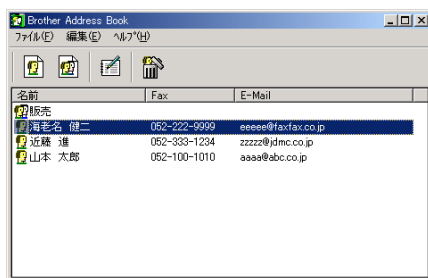 Brother Address Book
ファイル(F) 編集(E) ヘルプ(H)
名前 Fax E-Mail
販売
海老名 健二 052-222-9999 eeeee@faxfax.co.jp
近藤 進 052-333-1234 zzzzz@jdmc.co.jp
山本 太郎 052-100-1010 aaaa@abc.co.jp